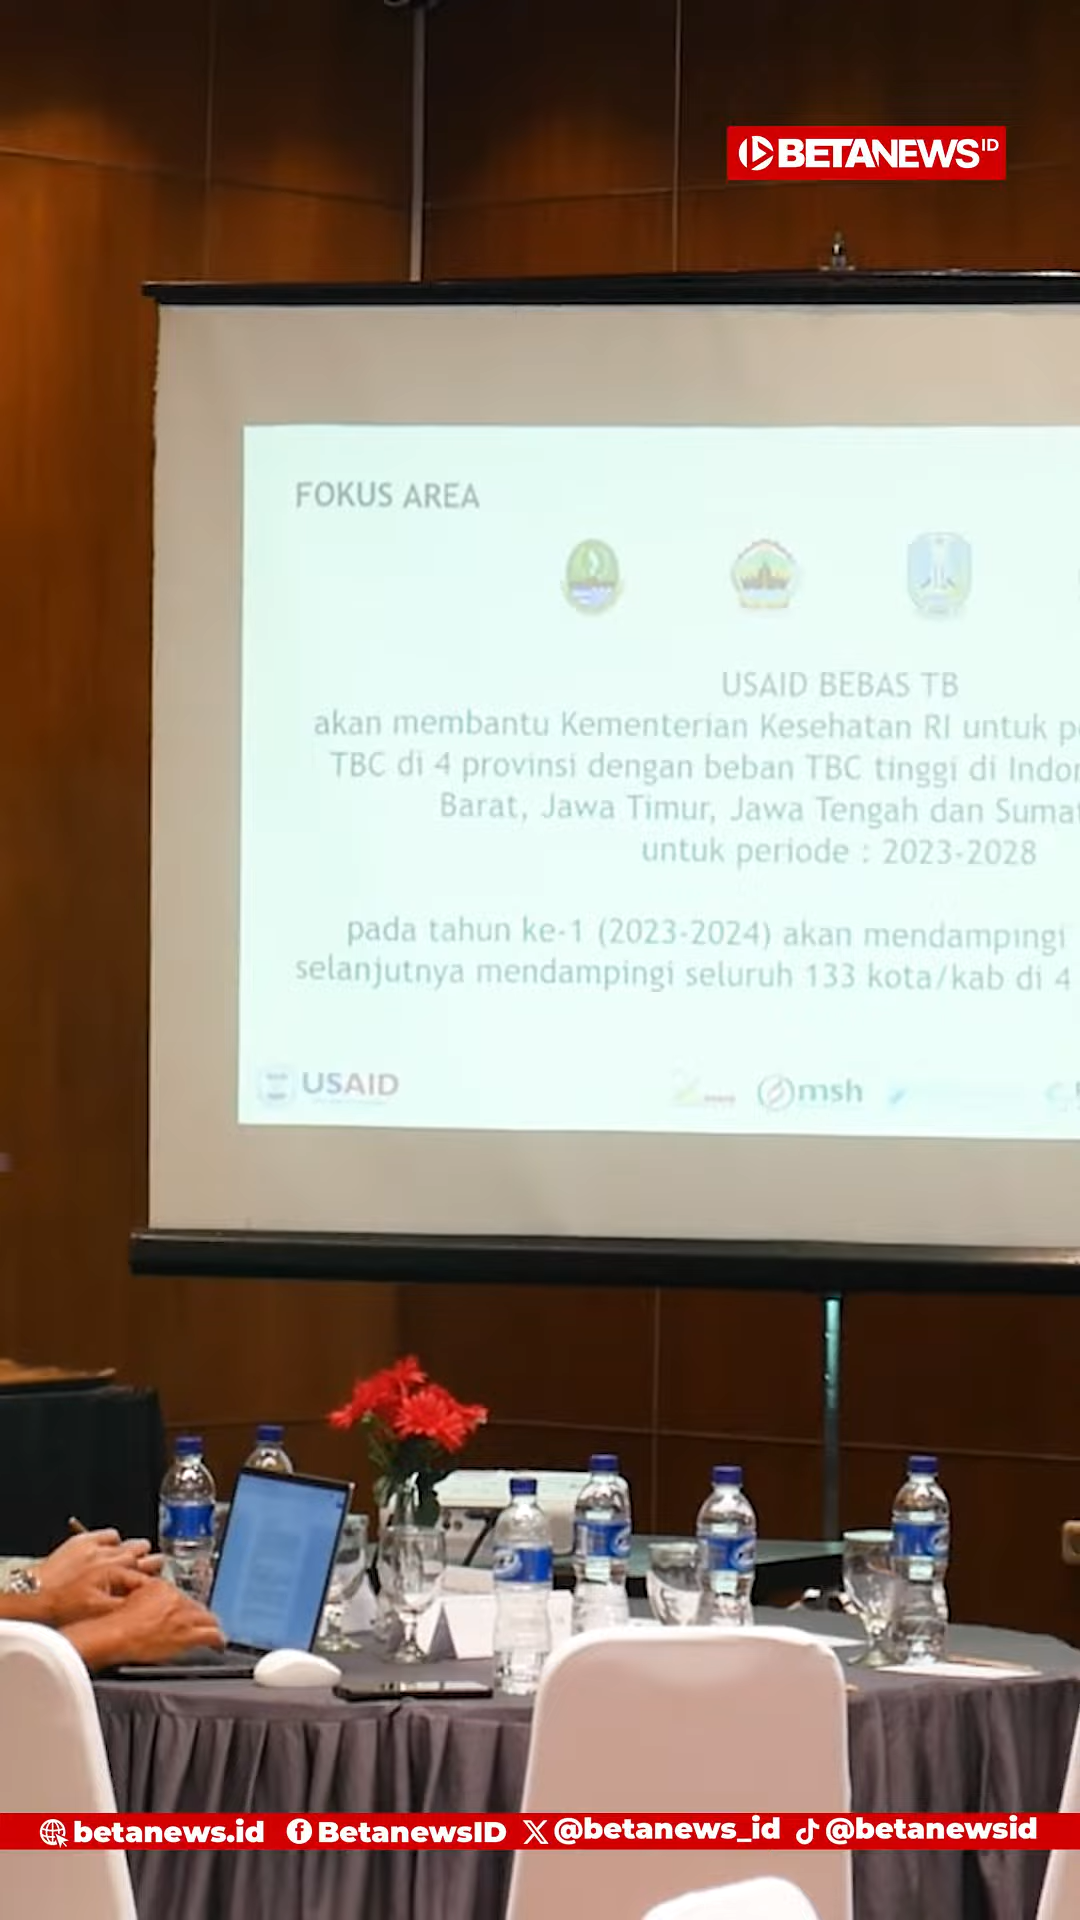 BETANEWS ID
FOKUS AREA
USAID BEBAS TB
akan membantu Kementerian Kesehatan RI untuk
TBC di 4 provinsi dengan beban TBC tinggi di
Barat, Jawa Timur, Jawa Tengah dan
untuk periode : 2023-2028
pada tahun ke-1 (2023-2024) akan mendampingi
selanjutnya mendampingi seluruh 133 kota/kab di 4
USAID
msh
betanews.id BetanewsID @betanews_id @betanewsid